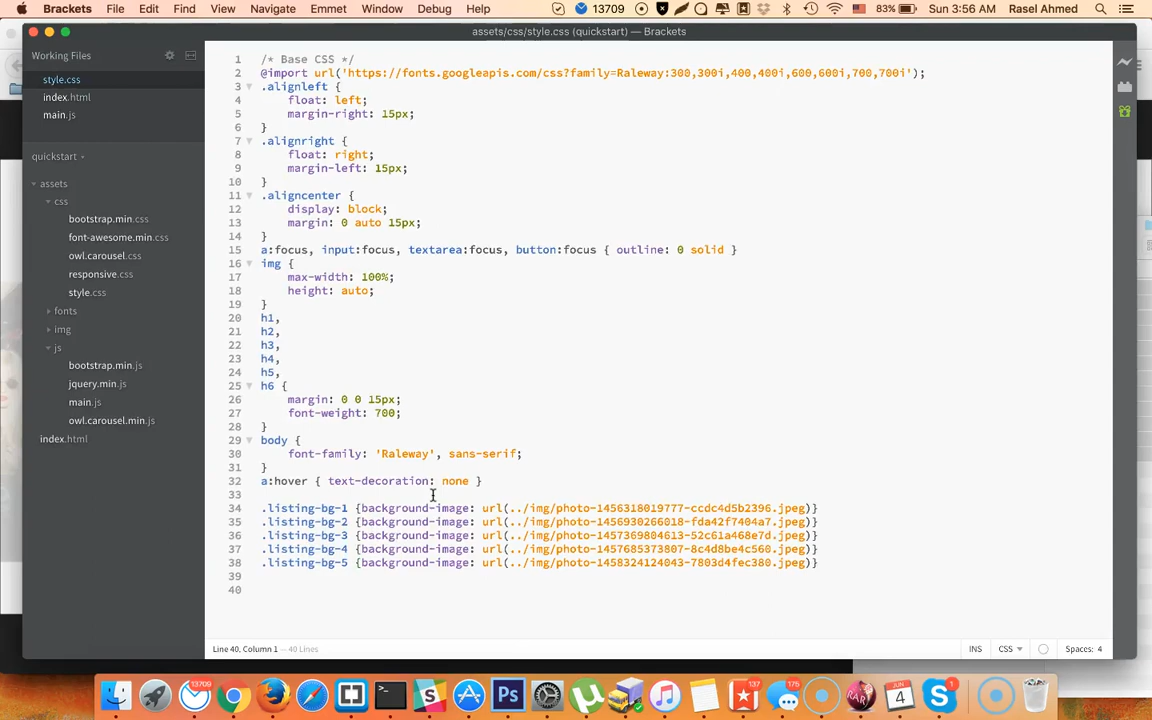 Brackets File Edit Find View Navigate Emmet Window Debug Help 13709 83% Sun 3:56 AM Rasel Ahmed
assets/css/style.css (quickstart) — Brackets
Working Files
style.css
index.html
main.js
quickstart
assets
css
bootstrap.min.css
font-awesome.min.css
owl.carousel.css
responsive.css
style.css
fonts
img
js
bootstrap.min.js
jquery.min.js
main.js
owl.carousel.min.js
index.html
1 /* Base CSS */
2 @import url('https://fonts.googleapis.com/css?family=Raleway:300,300i,400,400i,600,600i,700,700i');
3 .alignleft {
4 float: left;
5 margin-right: 15px;
6 }
7 .alignright {
8 float: right;
9 margin-left: 15px;
10 }
11 .aligncenter {
12 display: block;
13 margin: 0 auto 15px;
14 }
15 a:focus, input:focus, textarea:focus, button:focus { outline: 0 solid }
16 img {
17 max-width: 100%;
18 height: auto;
19 }
20 h1,
21 h2,
22 h3,
23 h4,
24 h5,
25 h6 {
26 margin: 0 0 15px;
27 font-weight: 700;
28 }
29 body {
30 font-family: 'Raleway', sans-serif;
31 }
32 a:hover { text-decoration: none }
33
34 .listing-bg-1 {background-image: url(../img/photo-1456318019777-ccdc4d5b2396.jpeg)}
35 .listing-bg-2 {background-image: url(../img/photo-1456930266018-fda42f7404a7.jpeg)}
36 .listing-bg-3 {background-image: url(../img/photo-1457369804613-52c61a468e7d.jpeg)}
37 .listing-bg-4 {background-image: url(../img/photo-1457685373807-8c4d8be4c560.jpeg)}
38 .listing-bg-5 {background-image: url(../img/photo-1458324124043-7803d4fec380.jpeg)}
39
40
Line 40, Column 1 — 40 Lines INS CSS Spaces: 4
13709 Ps 137 175 RAR 4 1